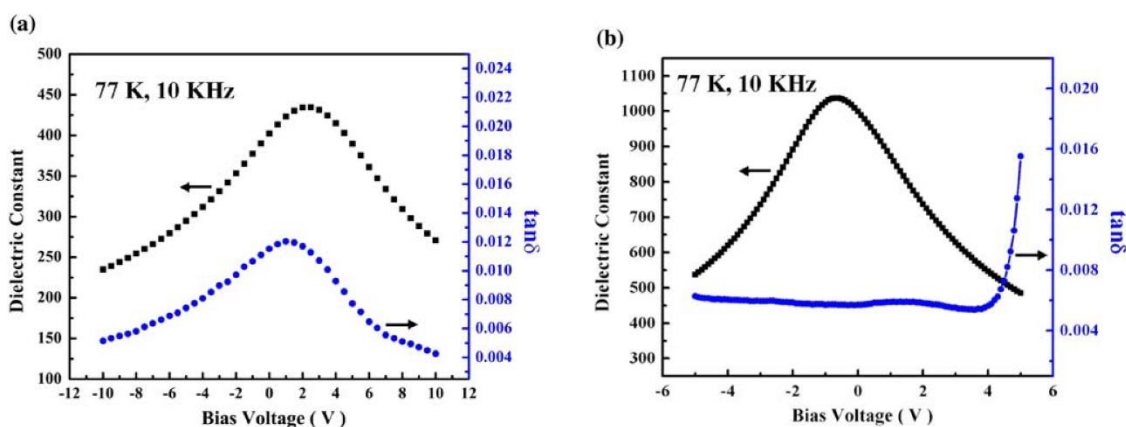 (a)
500
450
400
350
300
250
200
150
100
Dielectric Constant
77 K, 10 KHz
0.024
0.022
0.020
0.018
0.016
0.014
0.012
0.010
0.008
0.006
0.004
tanδ
-12 -10 -8 -6 -4 -2 0 2 4 6 8 10 12
Bias Voltage ( V )
(b)
1100
1000
900
800
700
600
500
400
300
Dielectric Constant
77 K, 10 KHz
0.020
0.016
0.012
0.008
0.004
tanδ
-6 -4 -2 0 2 4 6
Bias Voltage ( V )